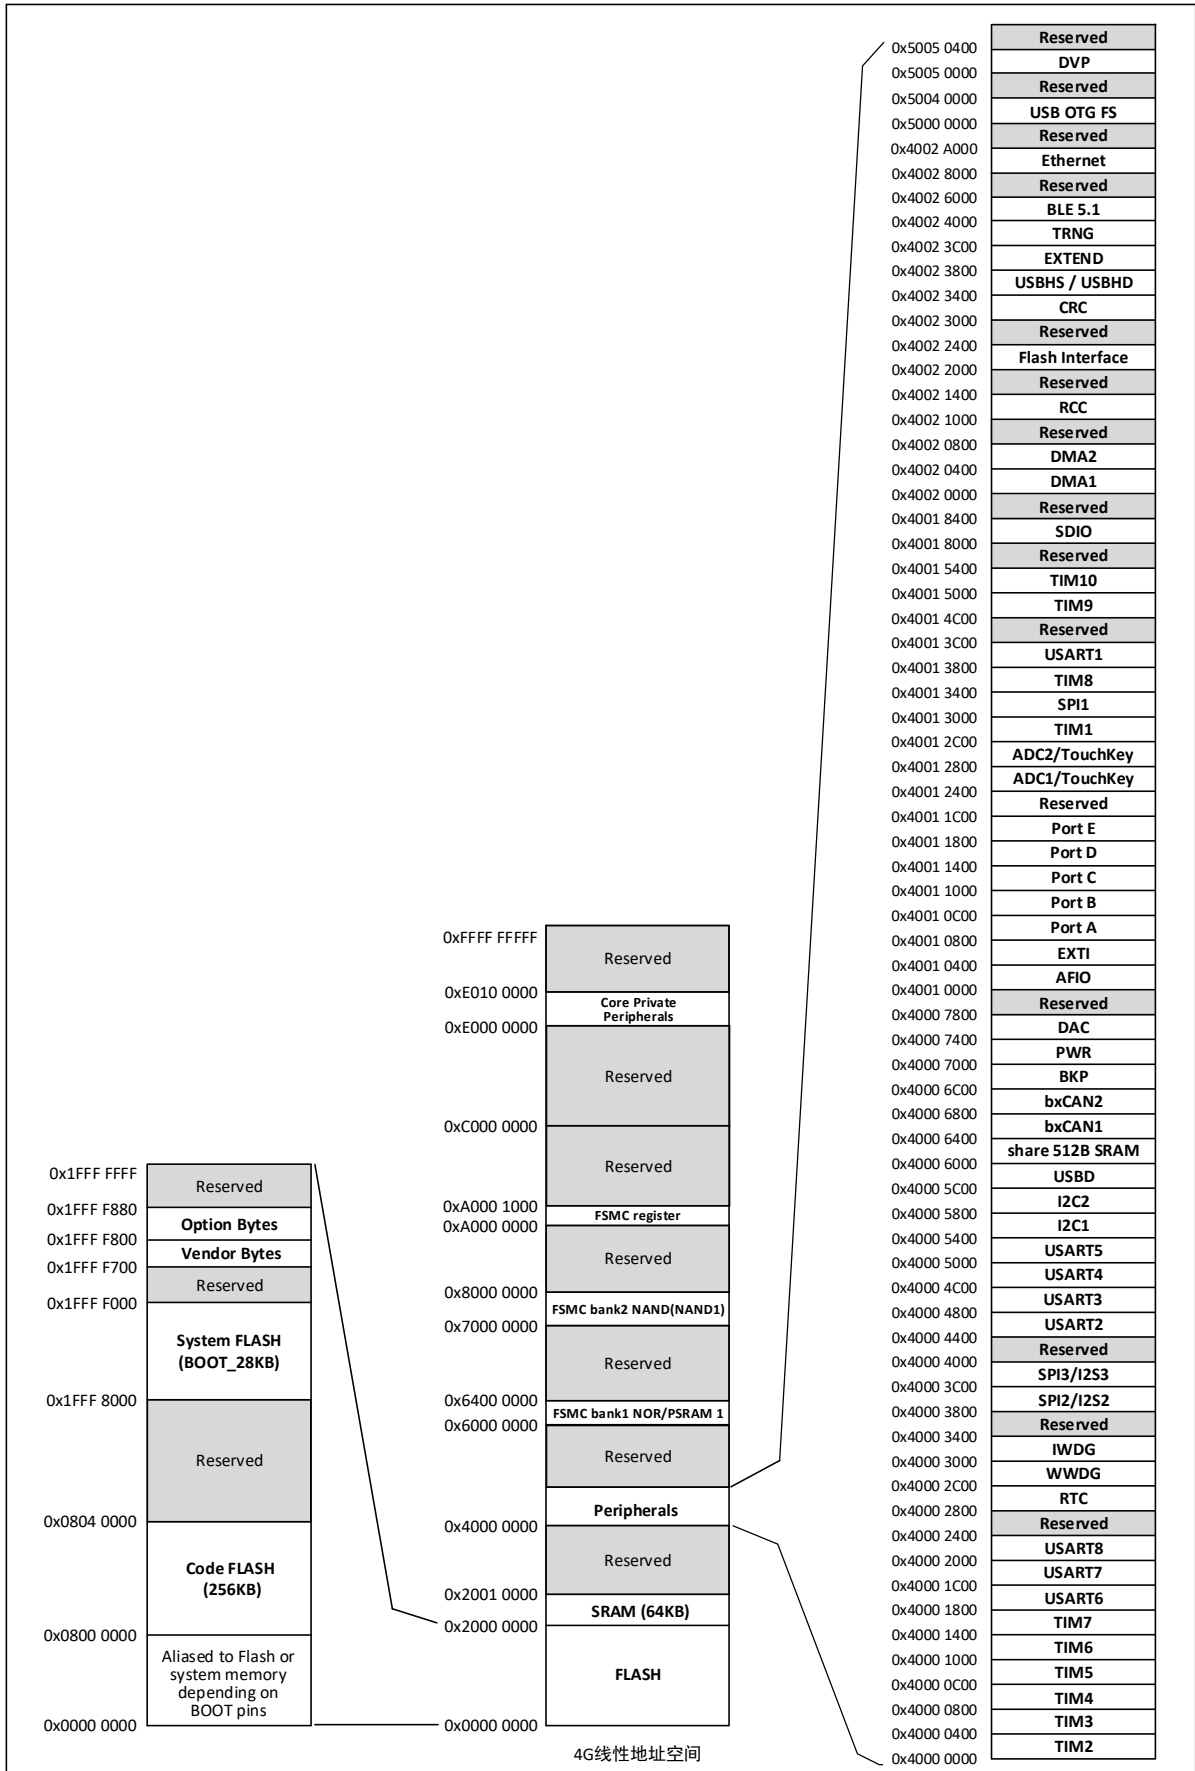 0x1FFF FFFF
Reserved
0x1FFF F880
Option Bytes
0x1FFF F800
Vendor Bytes
0x1FFF F700
Reserved
0x1FFF F000
System FLASH
(BOOT_28KB)
0x1FFF 8000
Reserved
0x0804 0000
Code FLASH
(256KB)
0x0800 0000
Aliased to Flash or
system memory
depending on
BOOT pins
0x0000 0000
0xFFFF FFFFF
Reserved
0xE010 0000
Core Private
Peripherals
0xE000 0000
Reserved
0xC000 0000
Reserved
0xA000 1000
FSMC register
0xA000 0000
Reserved
0x8000 0000
FSMC bank2 NAND(NAND1)
0x7000 0000
Reserved
0x6400 0000
FSMC bank1 NOR/PSRAM 1
0x6000 0000
Reserved
Peripherals
0x4000 0000
Reserved
0x2001 0000
SRAM (64KB)
0x2000 0000
FLASH
0x0000 0000
4G线性地址空间
Reserved
0x5005 0400
DVP
0x5005 0000
Reserved
0x5004 0000
USB OTG FS
0x5000 0000
Reserved
0x4002 A000
Ethernet
0x4002 8000
Reserved
0x4002 6000
BLE 5.1
0x4002 4000
TRNG
0x4002 3C00
EXTEND
0x4002 3800
USBHS / USBHD
0x4002 3400
CRC
0x4002 3000
Reserved
0x4002 2400
Flash Interface
0x4002 2000
Reserved
0x4002 1400
RCC
0x4002 1000
Reserved
0x4002 0800
DMA2
0x4002 0400
DMA1
0x4002 0000
Reserved
0x4001 8400
SDIO
0x4001 8000
Reserved
0x4001 5400
TIM10
0x4001 5000
TIM9
0x4001 4C00
Reserved
0x4001 3C00
USART1
0x4001 3800
TIM8
0x4001 3400
SPI1
0x4001 3000
TIM1
0x4001 2C00
ADC2/TouchKey
0x4001 2800
ADC1/TouchKey
0x4001 2400
Reserved
0x4001 1C00
Port E
0x4001 1800
Port D
0x4001 1400
Port C
0x4001 1000
Port B
0x4001 0C00
Port A
0x4001 0800
EXTI
0x4001 0400
AFIO
0x4001 0000
Reserved
0x4000 7800
DAC
0x4000 7400
PWR
0x4000 7000
BKP
0x4000 6C00
bxCAN2
0x4000 6800
bxCAN1
0x4000 6400
share 512B SRAM
0x4000 6000
USBD
0x4000 5C00
I2C2
0x4000 5800
I2C1
0x4000 5400
USART5
0x4000 5000
USART4
0x4000 4C00
USART3
0x4000 4800
USART2
0x4000 4400
Reserved
0x4000 4000
SPI3/I2S3
0x4000 3C00
SPI2/I2S2
0x4000 3800
Reserved
0x4000 3400
IWDG
0x4000 3000
WWDG
0x4000 2C00
RTC
0x4000 2800
Reserved
0x4000 2400
USART8
0x4000 2000
USART7
0x4000 1C00
USART6
0x4000 1800
TIM7
0x4000 1400
TIM6
0x4000 1000
TIM5
0x4000 0C00
TIM4
0x4000 0800
TIM3
0x4000 0400
TIM2
0x4000 0000